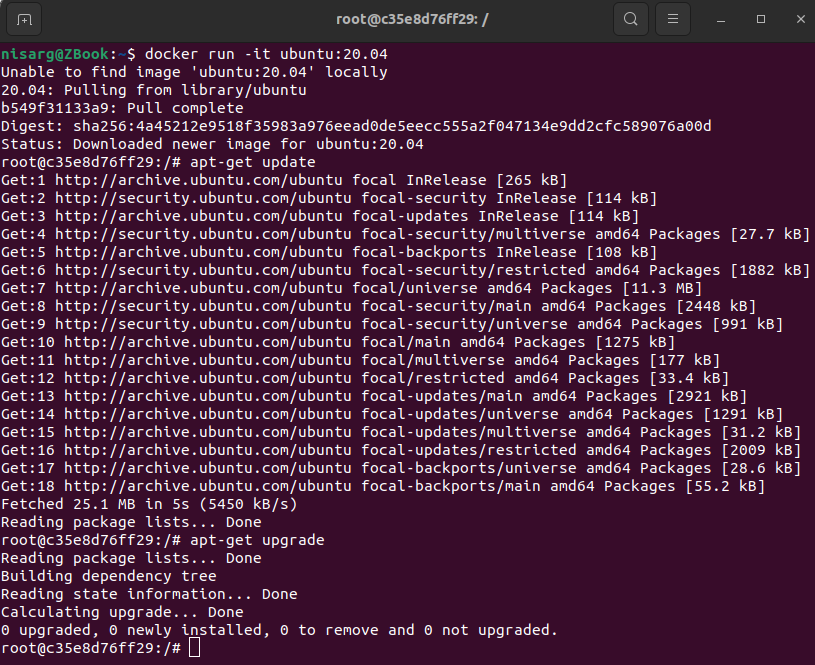 root@c35e8d76ff29: /
nisarg@ZBook:~$ docker run -it ubuntu:20.04
Unable to find image 'ubuntu:20.04' locally
20.04: Pulling from library/ubuntu
b549f31133a9: Pull complete
Digest: sha256:4a45212e9518f35983a976eead0de5eecc555a2f047134e9dd2cfc589076a00d
Status: Downloaded newer image for ubuntu:20.04
root@c35e8d76ff29:/# apt-get update
Get:1 http://archive.ubuntu.com/ubuntu focal InRelease [265 kB]
Get:2 http://security.ubuntu.com/ubuntu focal-security InRelease [114 kB]
Get:3 http://archive.ubuntu.com/ubuntu focal-updates InRelease [114 kB]
Get:4 http://security.ubuntu.com/ubuntu focal-security/multiverse amd64 Packages [27.7 kB]
Get:5 http://archive.ubuntu.com/ubuntu focal-backports InRelease [108 kB]
Get:6 http://security.ubuntu.com/ubuntu focal-security/restricted amd64 Packages [1882 kB]
Get:7 http://archive.ubuntu.com/ubuntu focal/universe amd64 Packages [11.3 MB]
Get:8 http://security.ubuntu.com/ubuntu focal-security/main amd64 Packages [2448 kB]
Get:9 http://security.ubuntu.com/ubuntu focal-security/universe amd64 Packages [991 kB]
Get:10 http://archive.ubuntu.com/ubuntu focal/main amd64 Packages [1275 kB]
Get:11 http://archive.ubuntu.com/ubuntu focal/multiverse amd64 Packages [177 kB]
Get:12 http://archive.ubuntu.com/ubuntu focal/restricted amd64 Packages [33.4 kB]
Get:13 http://archive.ubuntu.com/ubuntu focal-updates/main amd64 Packages [2921 kB]
Get:14 http://archive.ubuntu.com/ubuntu focal-updates/universe amd64 Packages [1291 kB]
Get:15 http://archive.ubuntu.com/ubuntu focal-updates/multiverse amd64 Packages [31.2 kB]
Get:16 http://archive.ubuntu.com/ubuntu focal-updates/restricted amd64 Packages [2009 kB]
Get:17 http://archive.ubuntu.com/ubuntu focal-backports/universe amd64 Packages [28.6 kB]
Get:18 http://archive.ubuntu.com/ubuntu focal-backports/main amd64 Packages [55.2 kB]
Fetched 25.1 MB in 5s (5450 kB/s)
Reading package lists... Done
root@c35e8d76ff29:/# apt-get upgrade
Reading package lists... Done
Building dependency tree
Reading state information... Done
Calculating upgrade... Done
0 upgraded, 0 newly installed, 0 to remove and 0 not upgraded.
root@c35e8d76ff29:/#